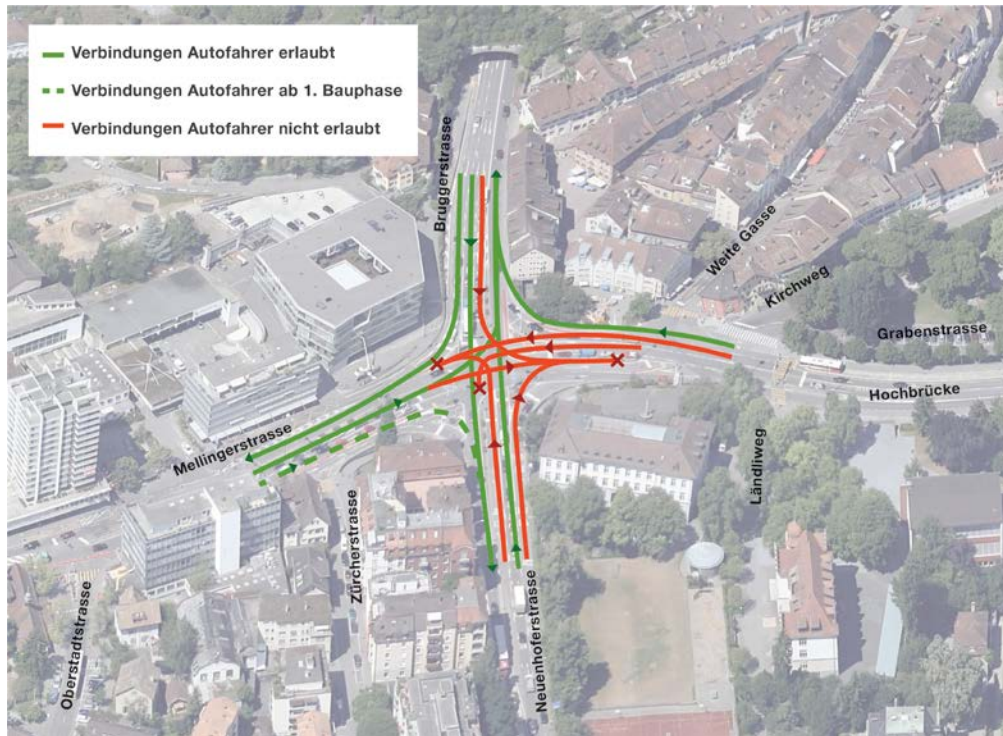 Verbindungen Autofahrer erlaubt
Verbindungen Autofahrer ab 1. Bauphase
Verbindungen Autofahrer nicht erlaubt
Bruggerstrasse
Weite Gasse
Kirchweg
Grabenstrasse
Hochbrücke
Mellingerstrasse
Ländliweg
Zürcherstrasse
Neuenhoferstrasse
Oberstadtstrasse